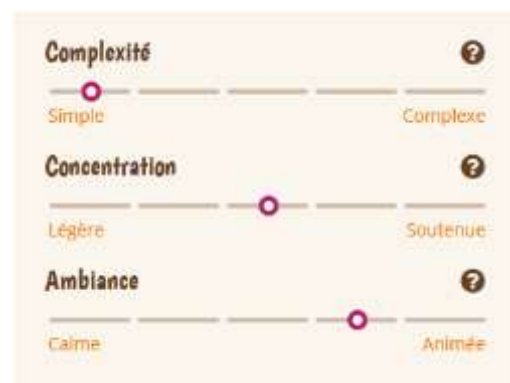 Complexité
Simple Complexe
Concentration
Légère Soutenue
Ambiance
Calme Animée